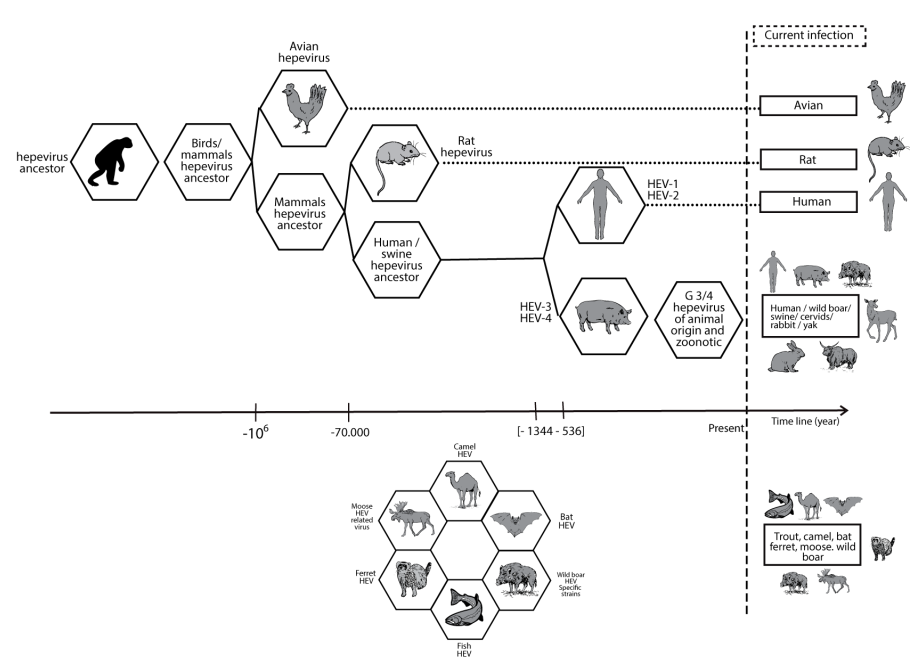 Current infection
Avian
hepevirus
hepevirus
ancestor
Birds/
mammals
hepevirus
ancestor
Mammals
hepevirus
ancestor
Rat
hepevirus
Human /
swine
hepevirus
ancestor
HEV-1
HEV-2
HEV-3
HEV-4
G 3/4
hepevirus
of animal
origin and
zoonotic
Avian
Rat
Human
Human / wild boar/
swine/ cervids/
rabbit / yak
-10⁶
-70.000
[- 1344 - 536]
Present
Time line (year)
Camel
HEV
Moose
HEV
related
virus
Bat
HEV
Ferret
HEV
Wild boar
HEV
Specific
strains
Fish
HEV
Trout, camel, bat
ferret, moose. wild
boar